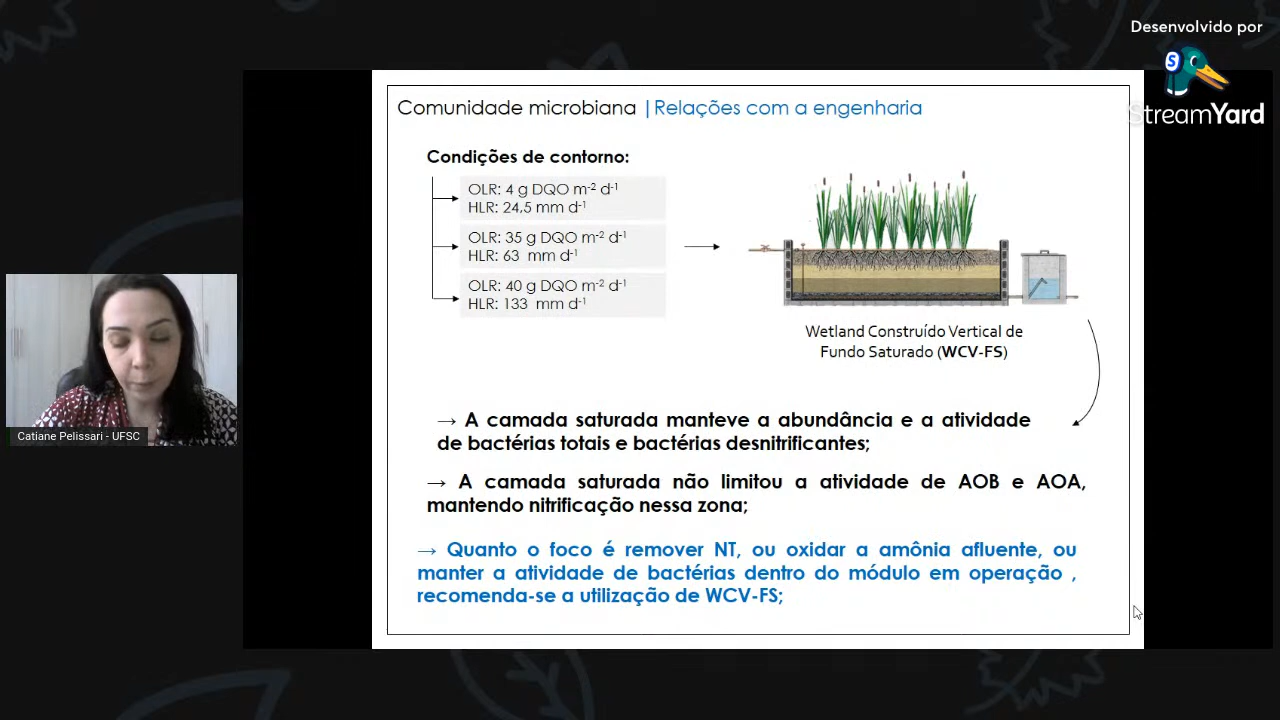 Desenvolvido por
StreamYard
Comunidade microbiana | Relações com a engenharia
Condições de contorno:
OLR: 4 g DQO m-² d-¹
HLR: 24,5 mm d-¹
OLR: 35 g DQO m-² d-¹
HLR: 63 mm d-¹
OLR: 40 g DQO m-² d-¹
HLR: 133 mm d-¹
Wetland Construído Vertical de
Fundo Saturado (WCV-FS)
→ A camada saturada manteve a abundância e a atividade
de bactérias totais e bactérias desnitrificantes;
→ A camada saturada não limitou a atividade de AOB e AOA,
mantendo nitrificação nessa zona;
→ Quanto o foco é remover NT, ou oxidar a amônia afluente, ou
manter a atividade de bactérias dentro do módulo em operação ,
recomenda-se a utilização de WCV-FS;
Catiane Pelissari - UFSC